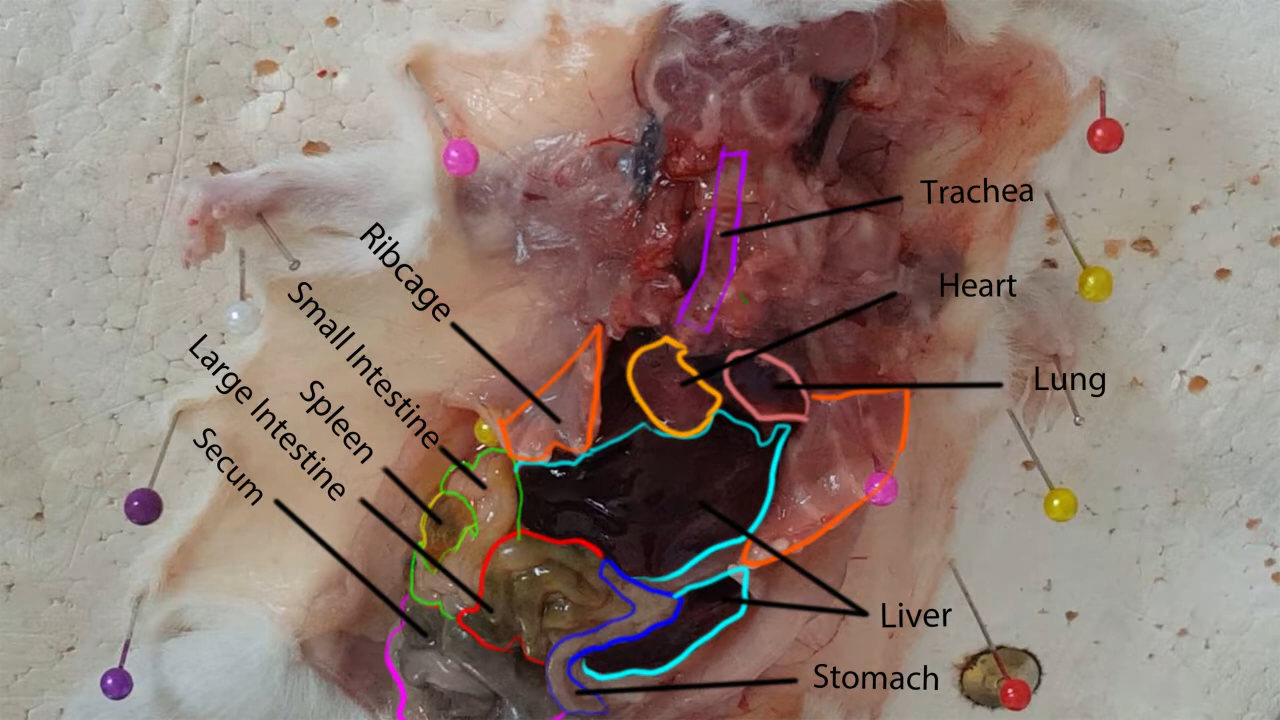 Trachea
Heart
Lung
Liver
Stomach
Ribcage
Small Intestine
Spleen
Large Intestine
Secum